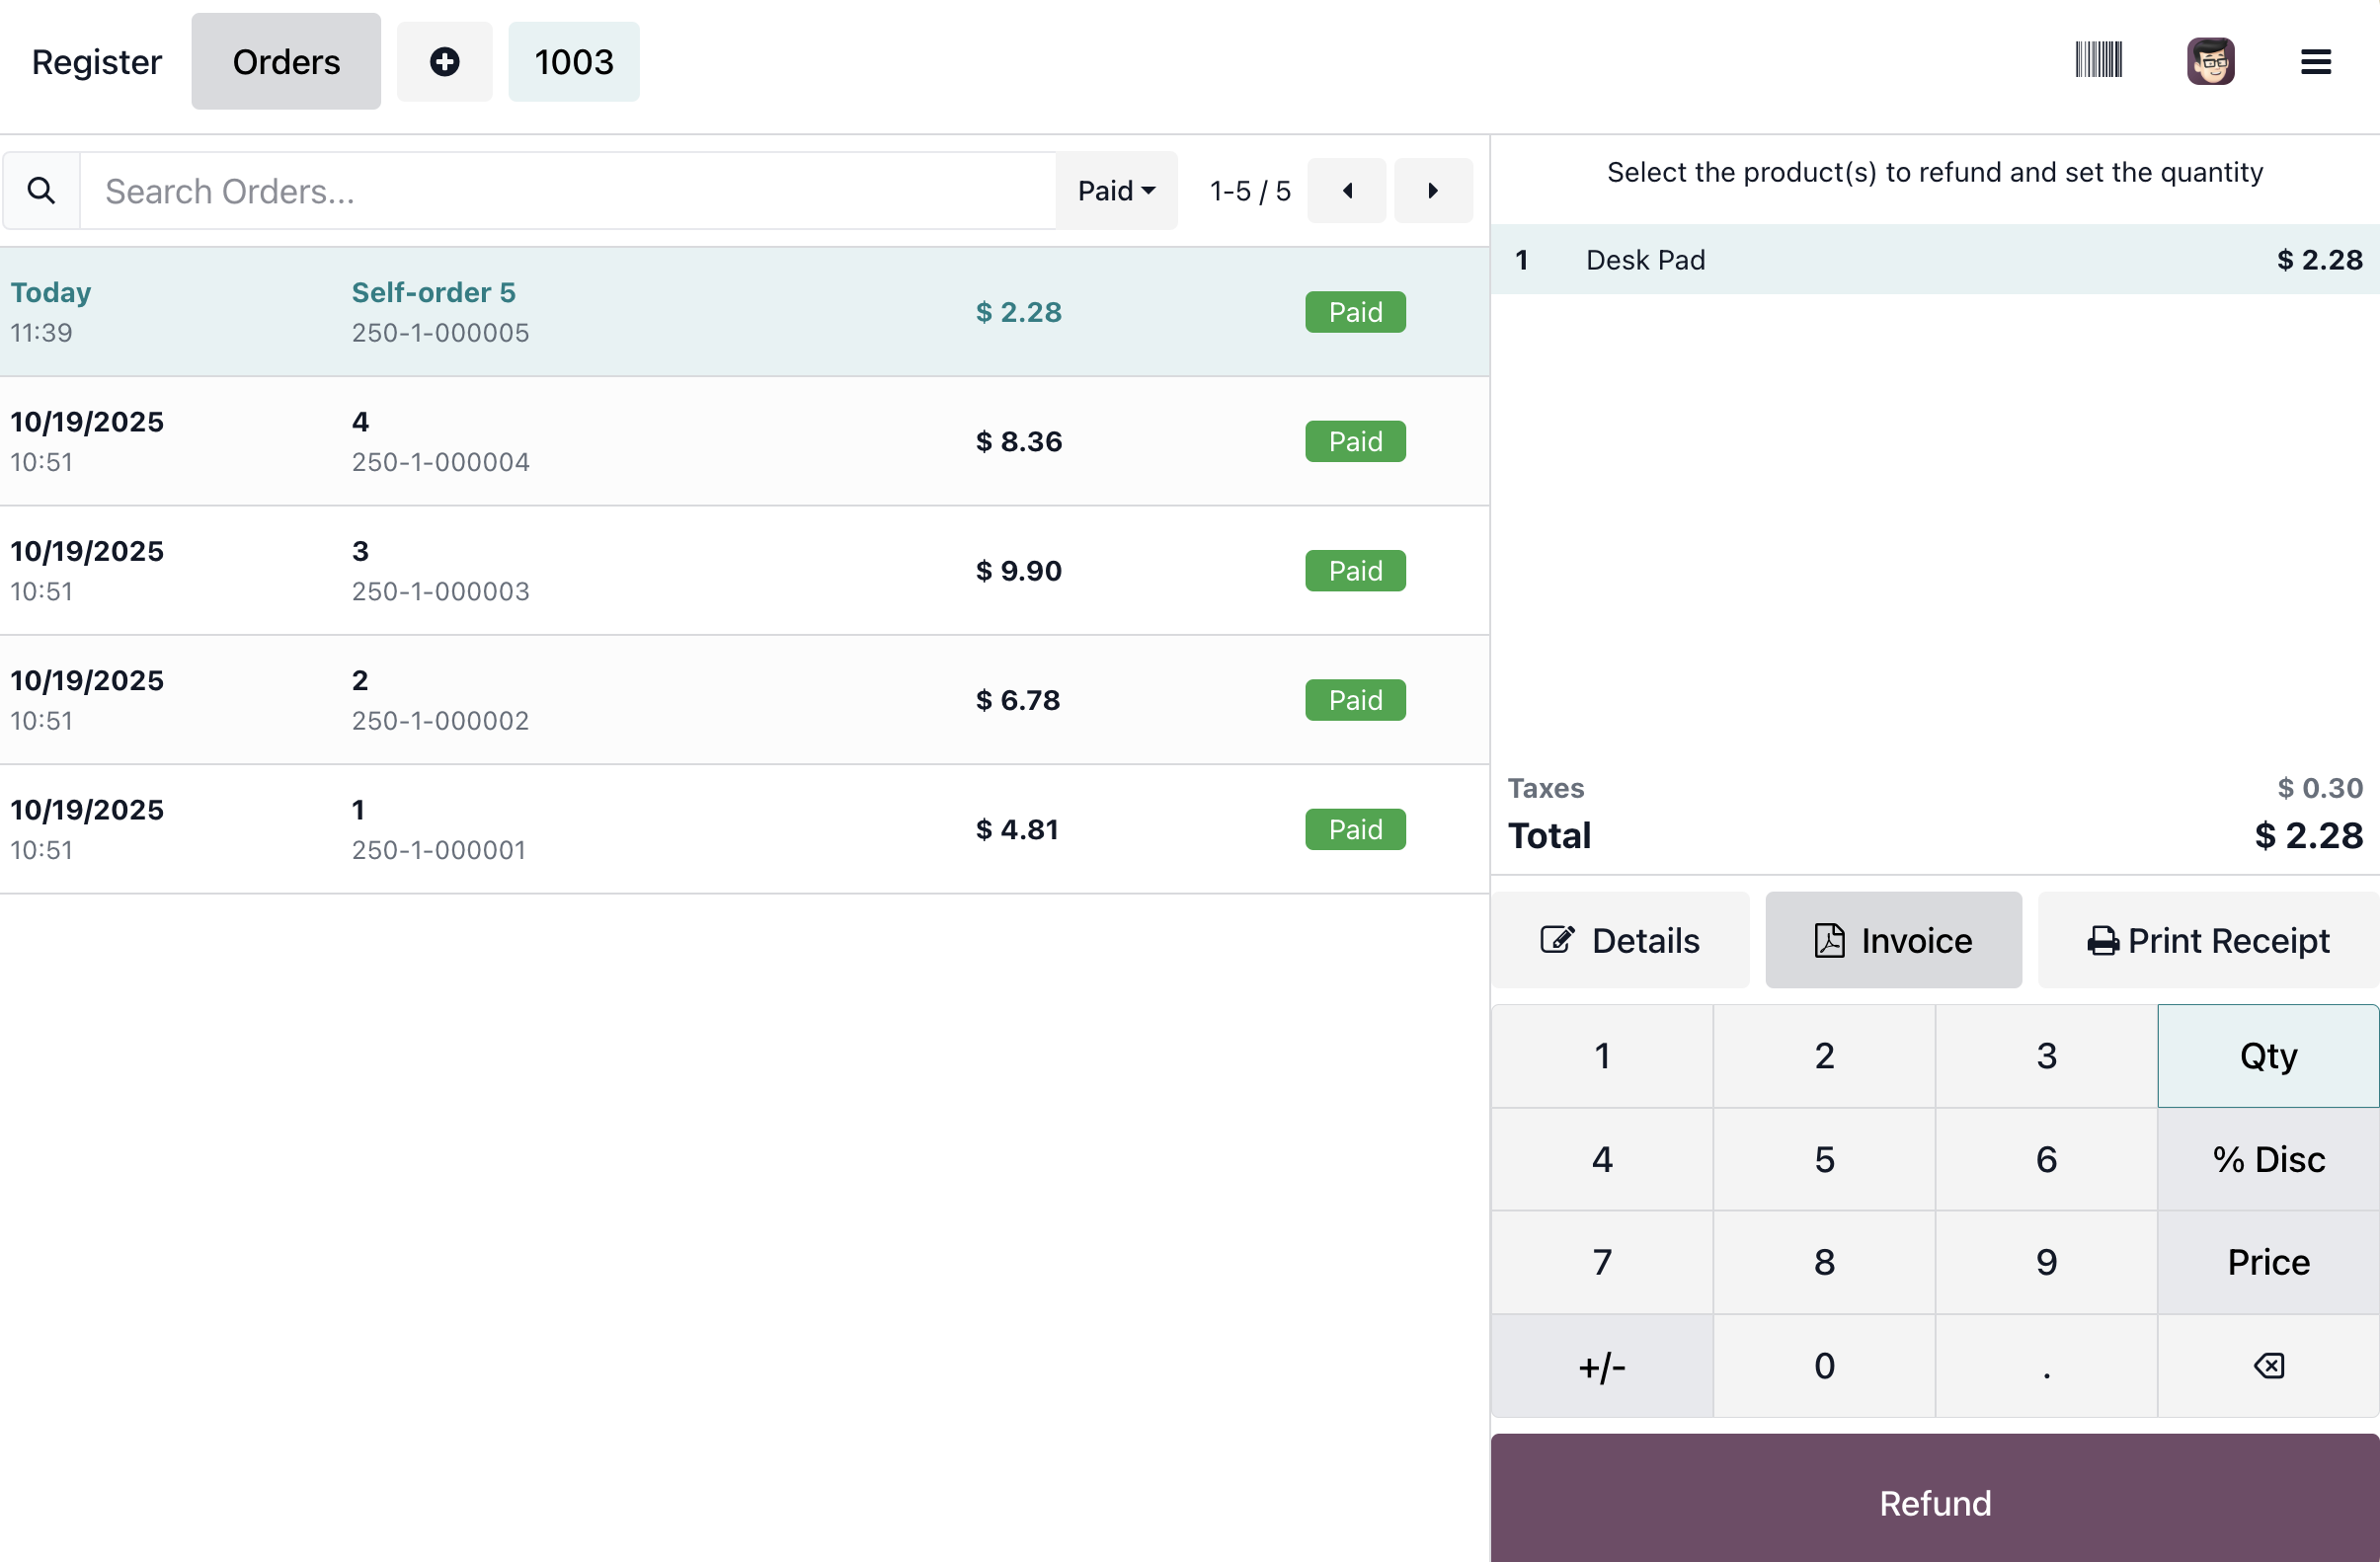 Register Orders 1003
Search Orders... Paid 1-5 / 5
Today Self-order 5 $ 2.28 Paid
11:39 250-1-000005
10/19/2025 4 $ 8.36 Paid
10:51 250-1-000004
10/19/2025 3 $ 9.90 Paid
10:51 250-1-000003
10/19/2025 2 $ 6.78 Paid
10:51 250-1-000002
10/19/2025 1 $ 4.81 Paid
10:51 250-1-000001
Select the product(s) to refund and set the quantity
1 Desk Pad $ 2.28
Taxes $ 0.30
Total $ 2.28
Details Invoice Print Receipt
1 2 3 Qty
4 5 6 % Disc
7 8 9 Price
+/- 0 .
Refund